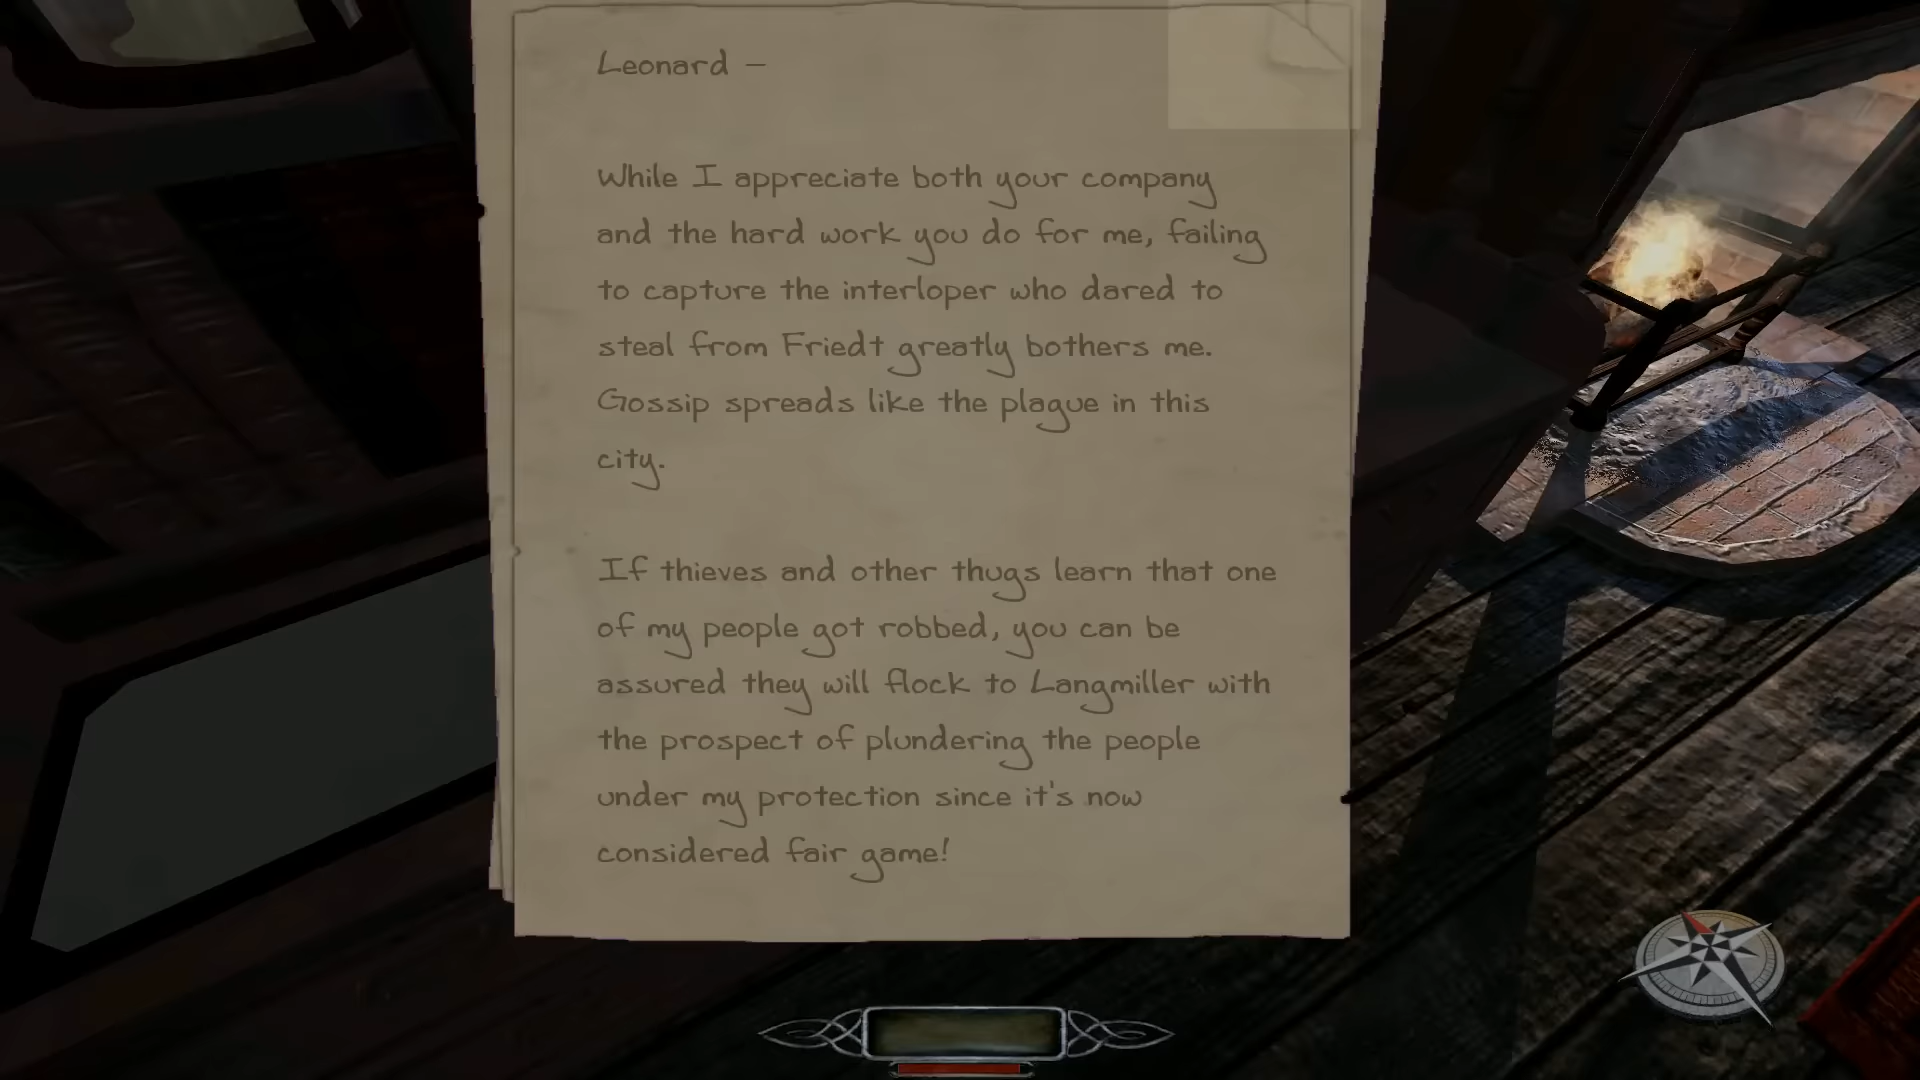 Leonard –
While I appreciate both your company
and the hard work you do for me, failing
to capture the interloper who dared to
steal from Friedt greatly bothers me.
Gossip spreads like the plague in this
city.
If thieves and other thugs learn that one
of my people got robbed, you can be
assured they will flock to Langmiller with
the prospect of plundering the people
under my protection since it's now
considered fair game!